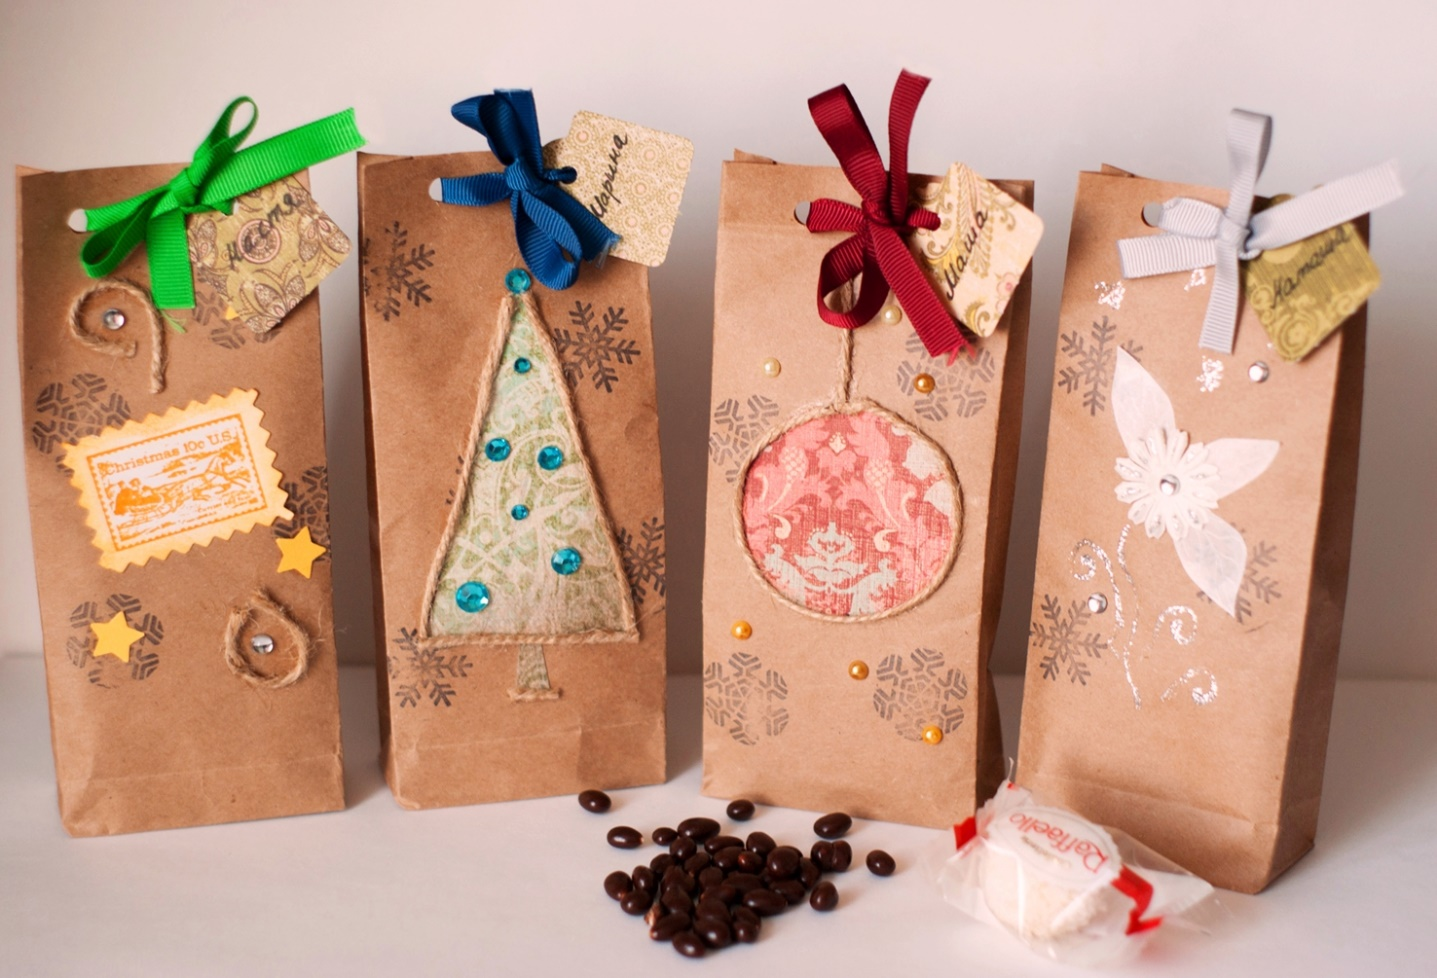 Настя
Марина
Маша
Наташа
Christmas 10c U.S.
Raffaello